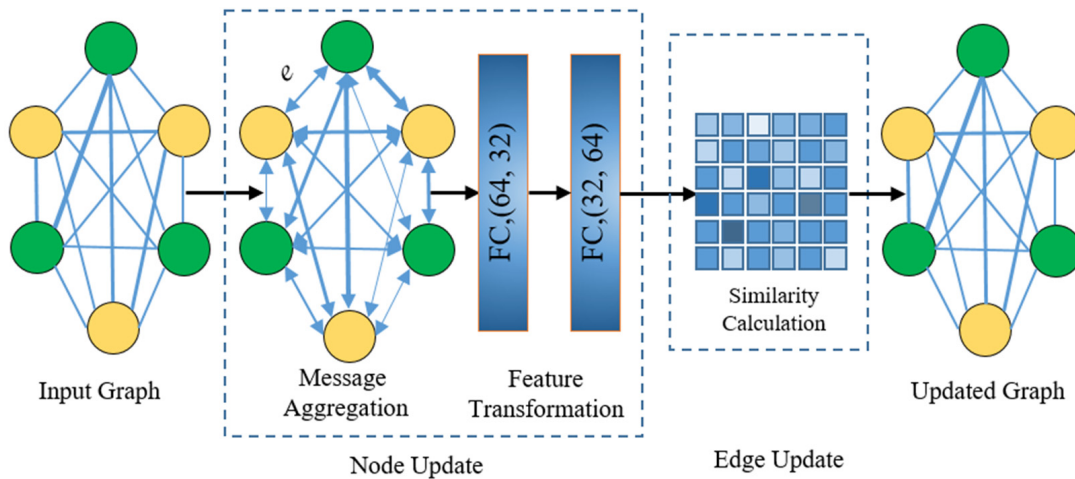 e
FC,(64, 32)
FC,(32, 64)
Similarity
Calculation
Input Graph
Message
Aggregation
Feature
Transformation
Updated Graph
Node Update
Edge Update